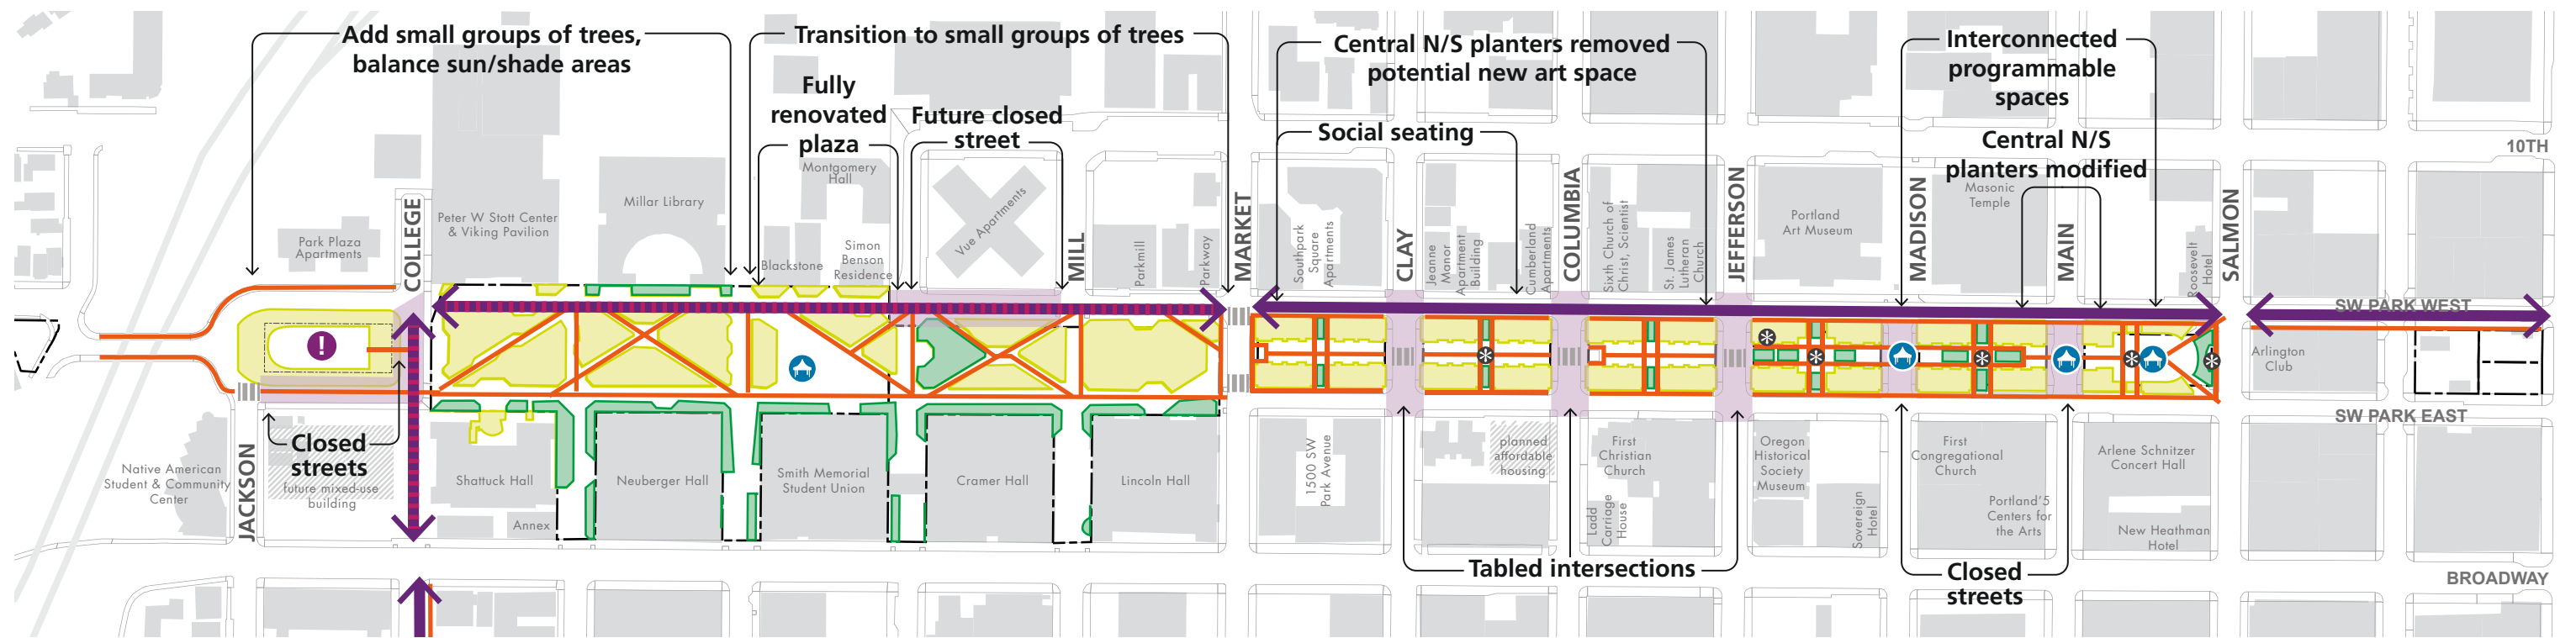 Add small groups of trees,
balance sun/shade areas
Transition to small groups of trees
Fully
renovated
plaza
Future closed
street
Central N/S planters removed
potential new art space
Social seating
Interconnected
programmable
spaces
Central N/S
planters modified
10TH
Park Plaza
Apartments
COLLEGE
Peter W Stott Center
& Viking Pavilion
Millar Library
Montgomery
Hall
Blackstone
Simon
Benson
Residence
Vue Apartments
MILL
Parkmill
Parkway
MARKET
Southpark
Square
Apartments
CLAY
Jeanne
Manor
Apartment
Building
Cumberland
Apartments
COLUMBIA
Sixth Church of
Christ, Scientist
St. James
Lutheran
Church
JEFFERSON
Portland
Art Museum
MADISON
Masonic
Temple
MAIN
Roosevelt
Hotel
SALMON
SW PARK WEST
!
Arlington
Club
SW PARK EAST
Native American
Student & Community
Center
JACKSON
Closed
streets
future mixed-use
building
Shattuck Hall
Annex
Neuberger Hall
Smith Memorial
Student Union
Cramer Hall
Lincoln Hall
1500 SW
Park Avenue
planned
affordable
housing
First
Christian
Church
Ladd
Carriage
House
Oregon
Historical
Society
Museum
Sovereign
Hotel
First
Congregational
Church
Portland'5
Centers for
the Arts
Arlene Schnitzer
Concert Hall
New Heathman
Hotel
Tabled intersections
Closed
streets
BROADWAY